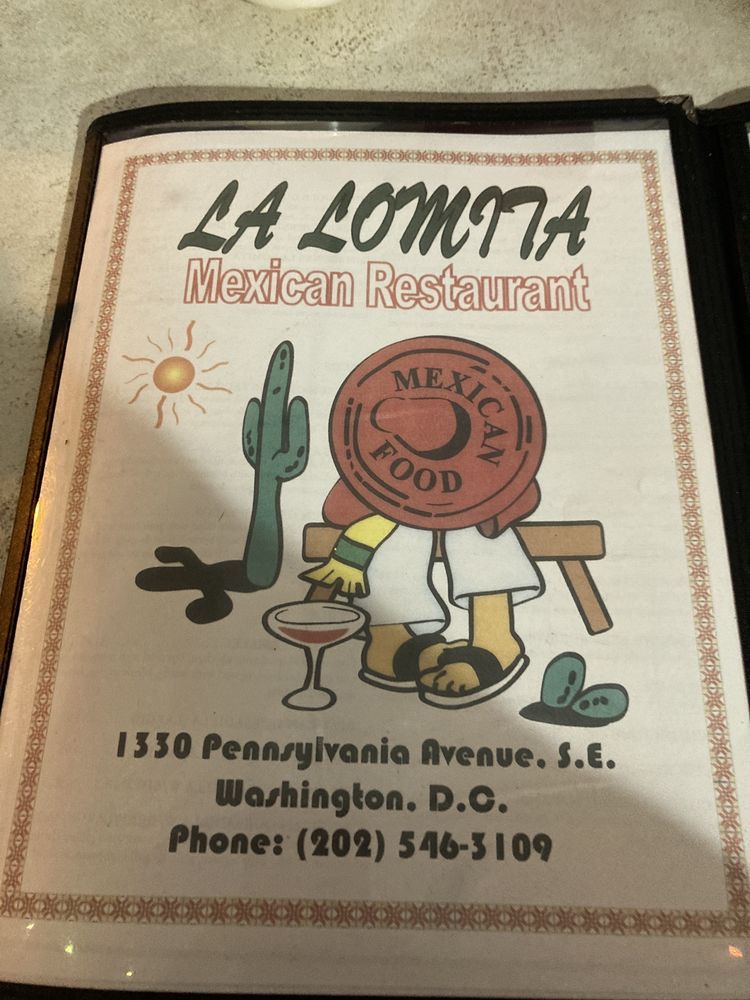 LA LOMITA
Mexican Restaurant
MEXICAN
FOOD
1330 Pennsylvania Avenue, S.E.
Washington, D.C.
Phone: (202) 546-3109